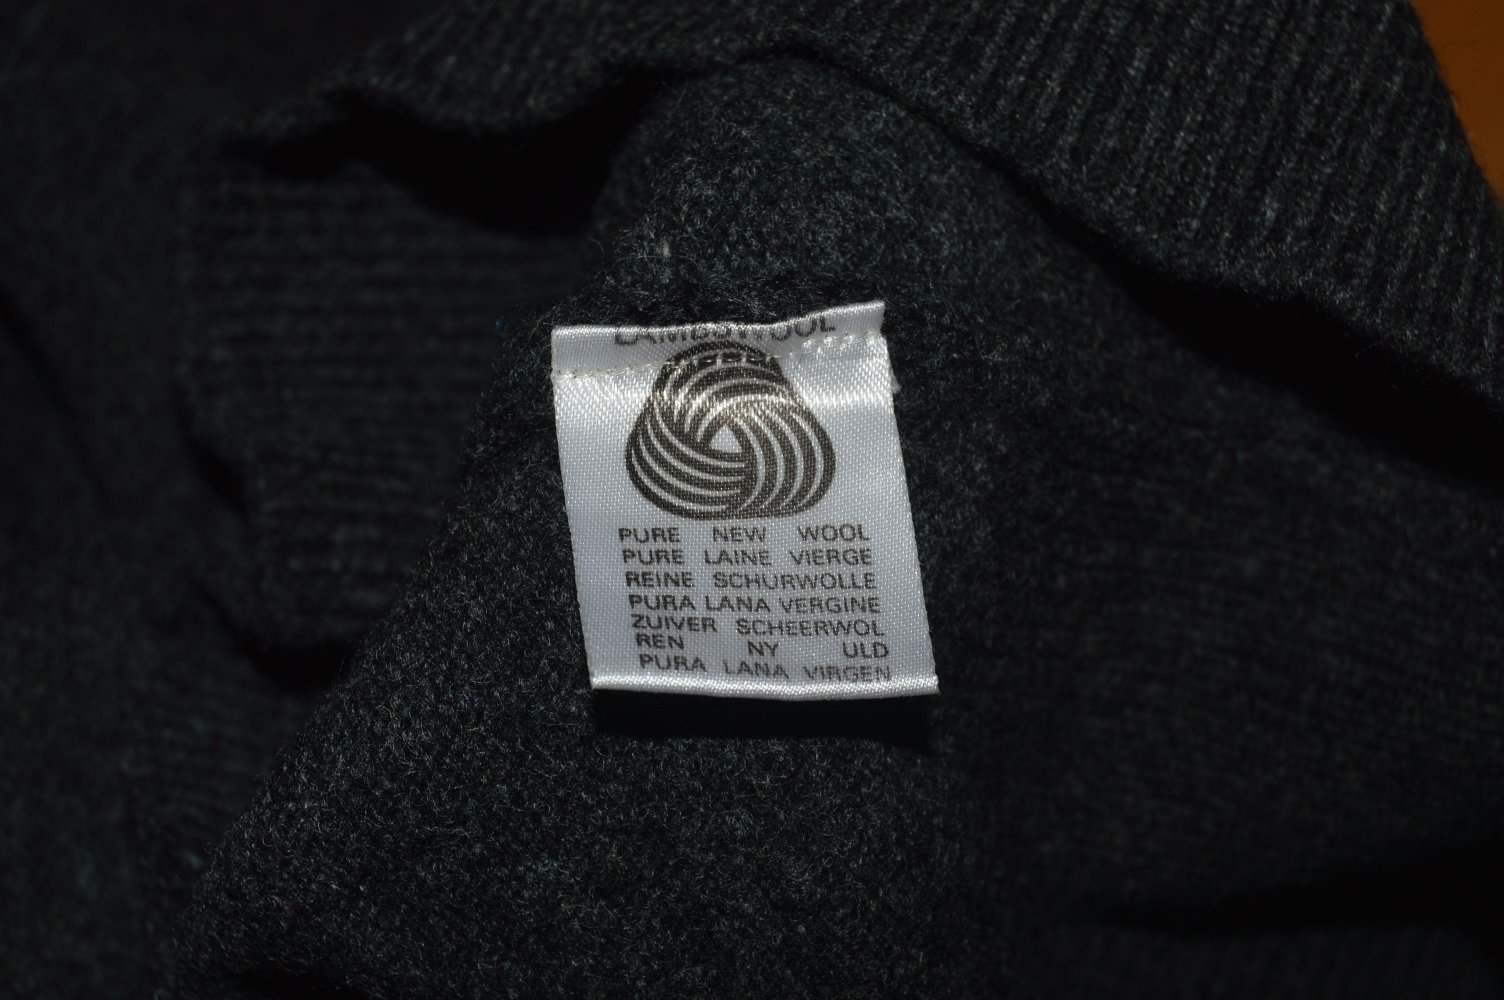 LAMBSWOOL
PURE NEW WOOL
PURE LAINE VIERGE
REINE SCHURWOLLE
PURA LANA VERGINE
ZUIVER SCHEERWOL
REN NY ULD
PURA LANA VIRGEN